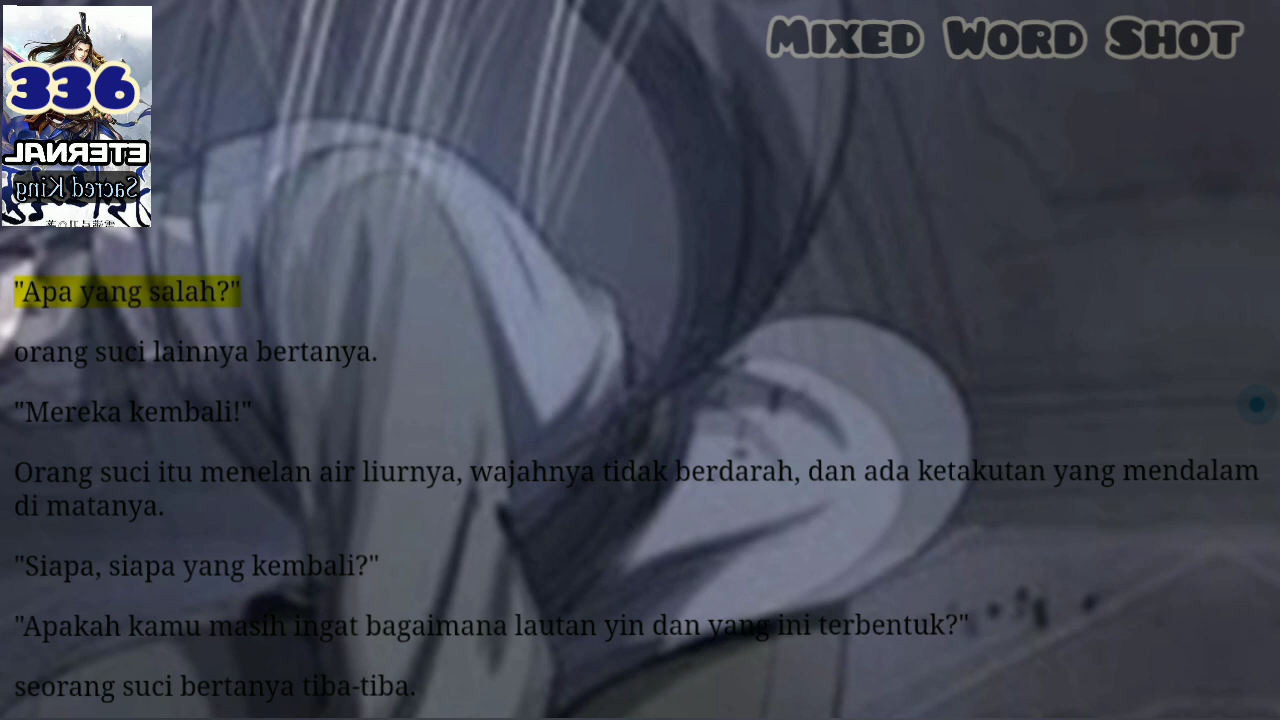 Mixed Word Shot
336
ETERNAL
Sacred King
"Apa yang salah?"
orang suci lainnya bertanya.
"Mereka kembali!"
Orang suci itu menelan air liurnya, wajahnya tidak berdarah, dan ada ketakutan yang mendalam
di matanya.
"Siapa, siapa yang kembali?"
"Apakah kamu masih ingat bagaimana lautan yin dan yang ini terbentuk?"
seorang suci bertanya tiba-tiba.